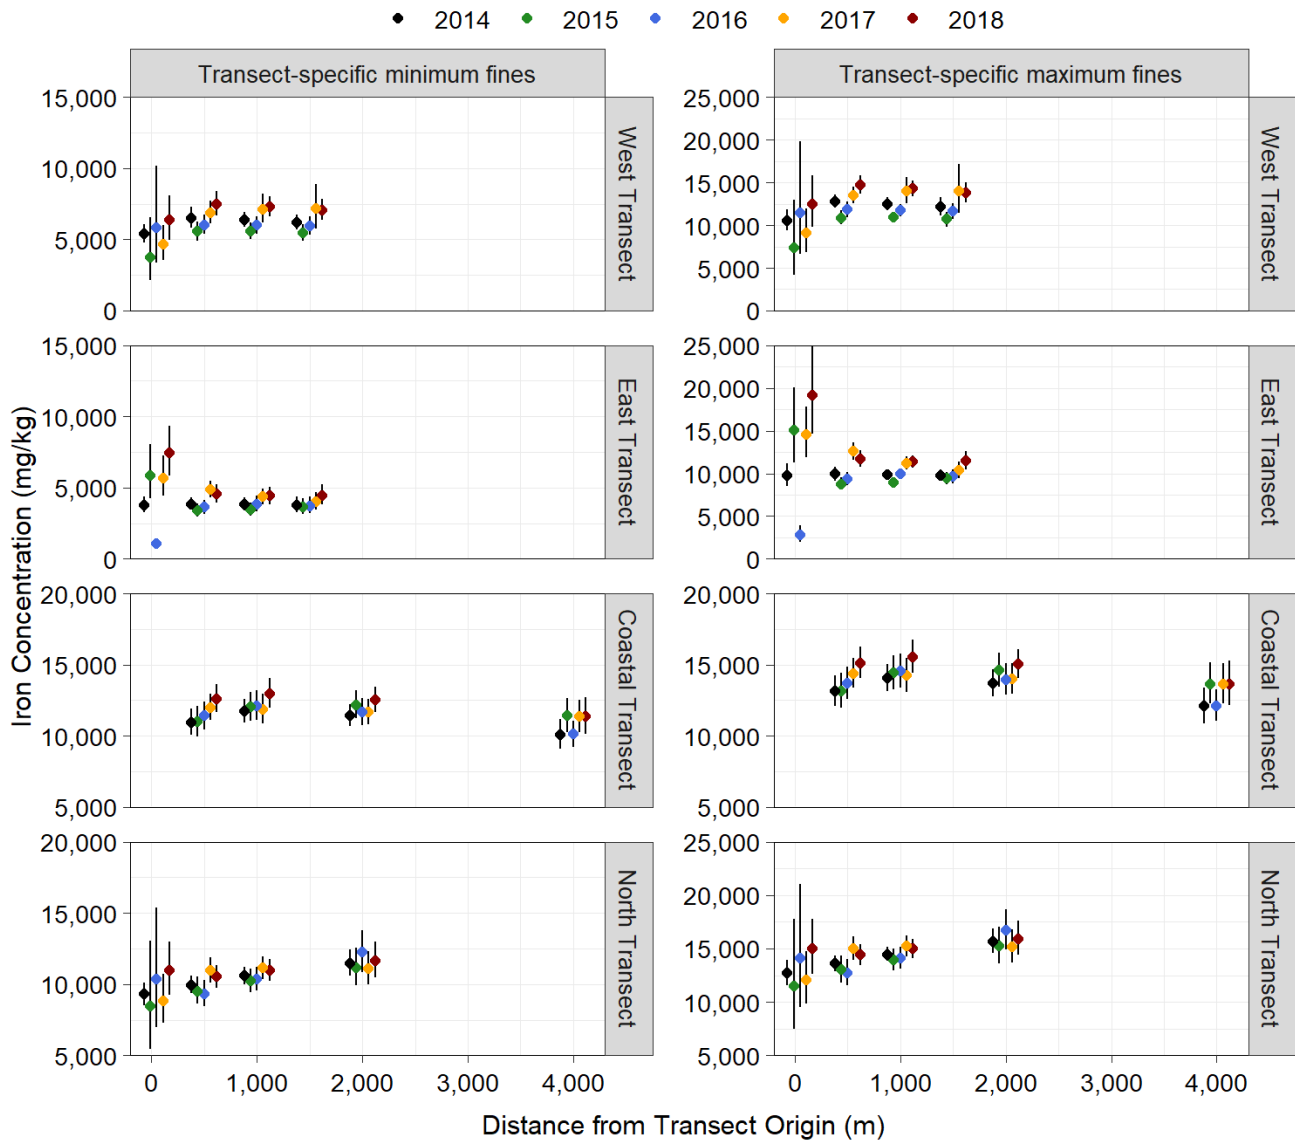 2014 2015 2016 2017 2018
Transect-specific minimum fines
Transect-specific maximum fines
15,000
10,000
5,000
0
West Transect
25,000
20,000
15,000
10,000
5,000
0
West Transect
15,000
10,000
5,000
0
East Transect
25,000
20,000
15,000
10,000
5,000
0
East Transect
Iron Concentration (mg/kg)
20,000
15,000
10,000
5,000
Coastal Transect
20,000
15,000
10,000
5,000
Coastal Transect
20,000
15,000
10,000
5,000
North Transect
25,000
20,000
15,000
10,000
5,000
North Transect
0 1,000 2,000 3,000 4,000
0 1,000 2,000 3,000 4,000
Distance from Transect Origin (m)